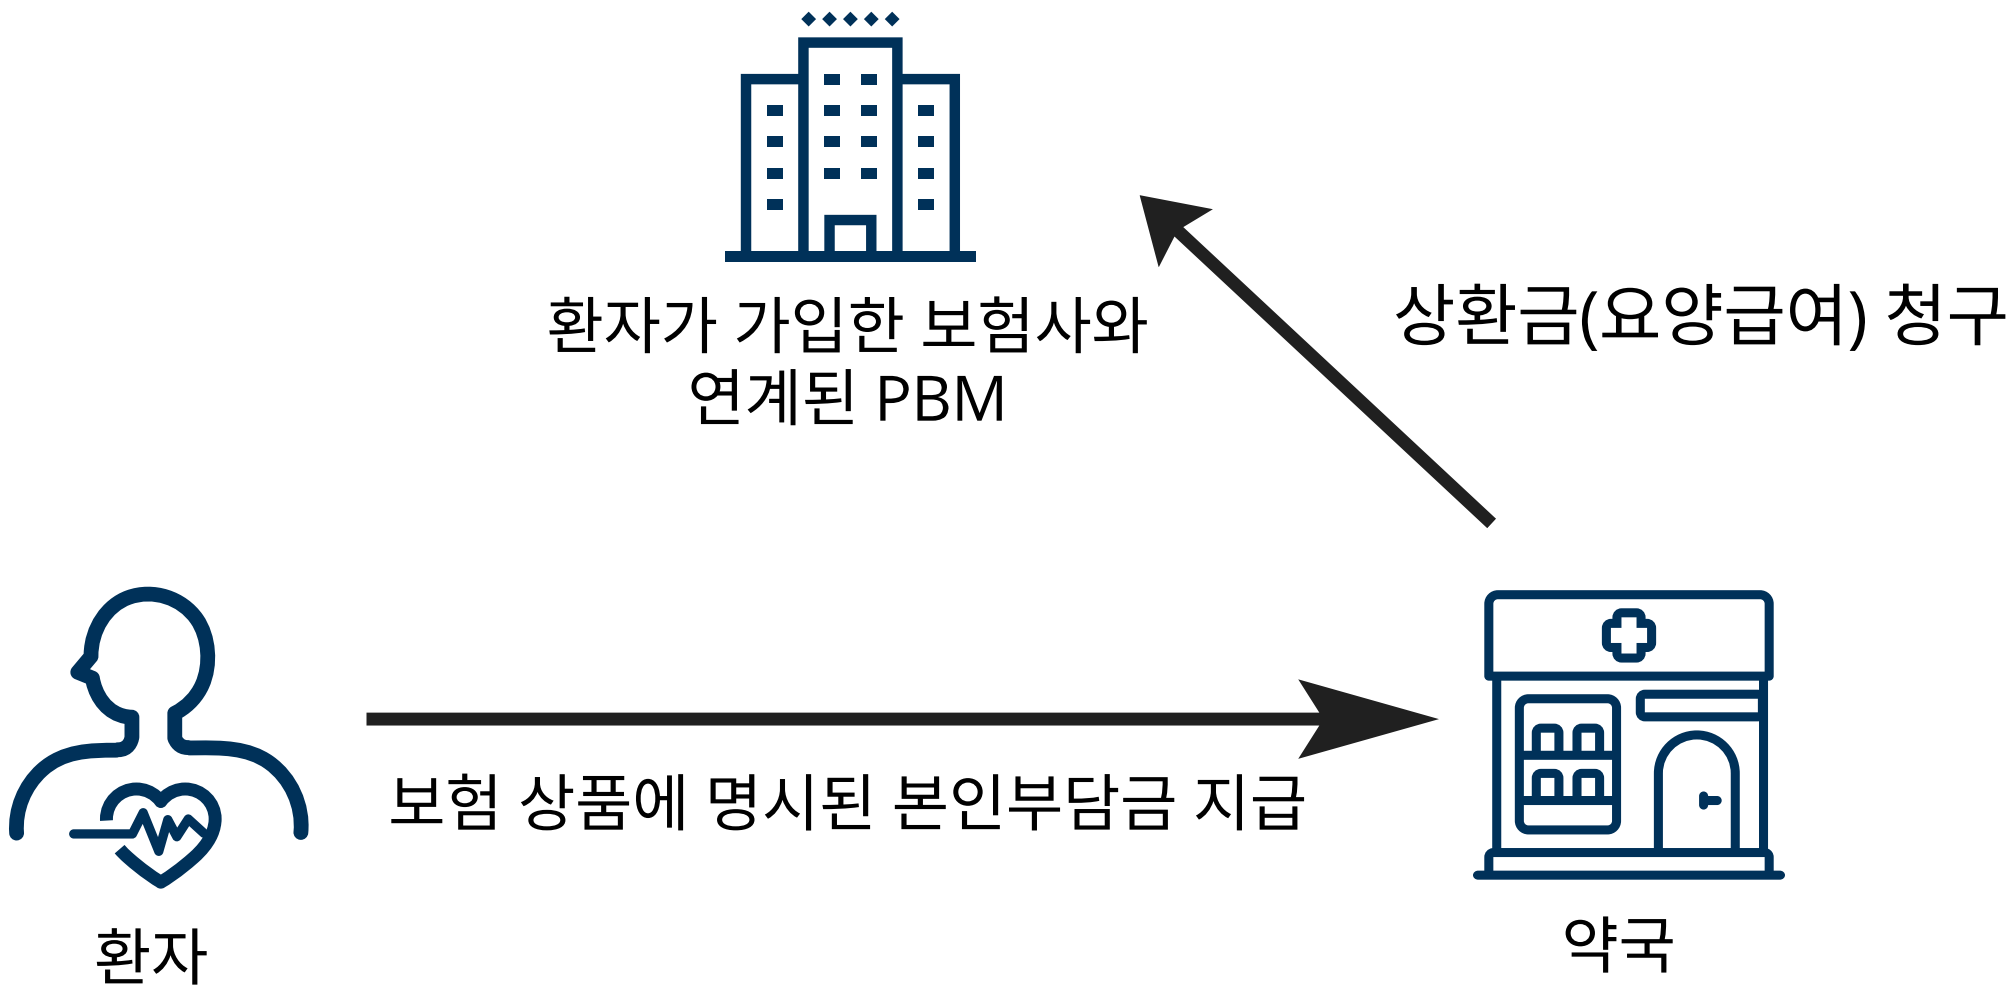 환자가 가입한 보험사와
연계된 PBM
상환금(요양급여) 청구
보험 상품에 명시된 본인부담금 지급
환자
약국